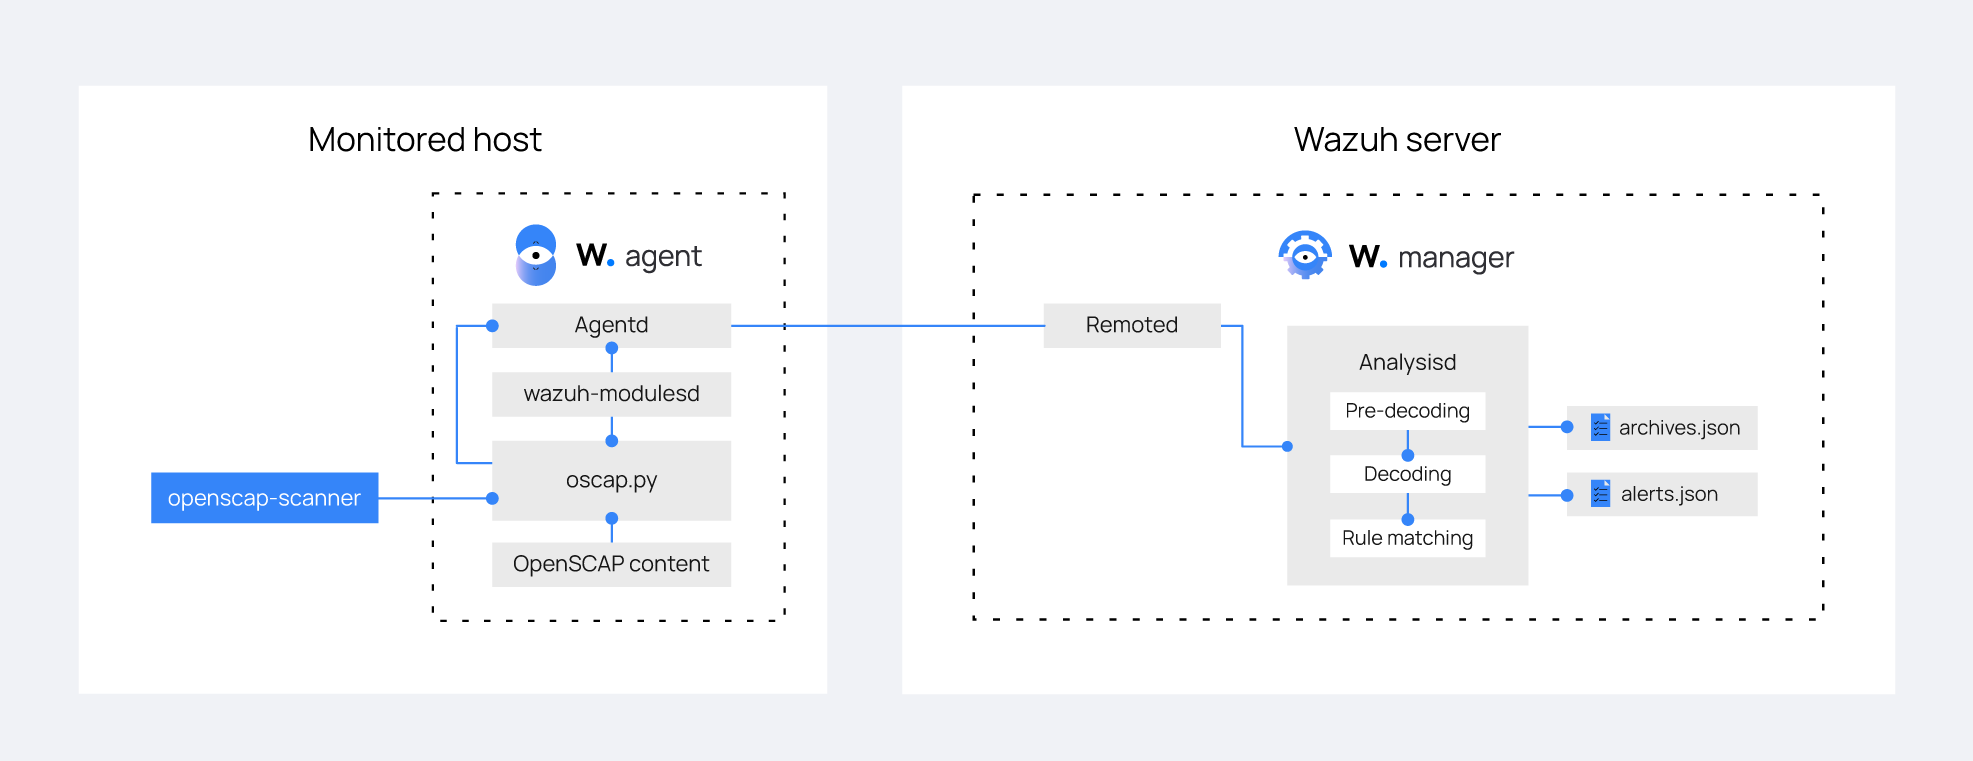 Monitored host
W. agent
Agentd
wazuh-modulesd
oscap.py
openscap-scanner
OpenSCAP content
Wazuh server
W. manager
Remoted
Analysisd
Pre-decoding
Decoding
Rule matching
archives.json
alerts.json